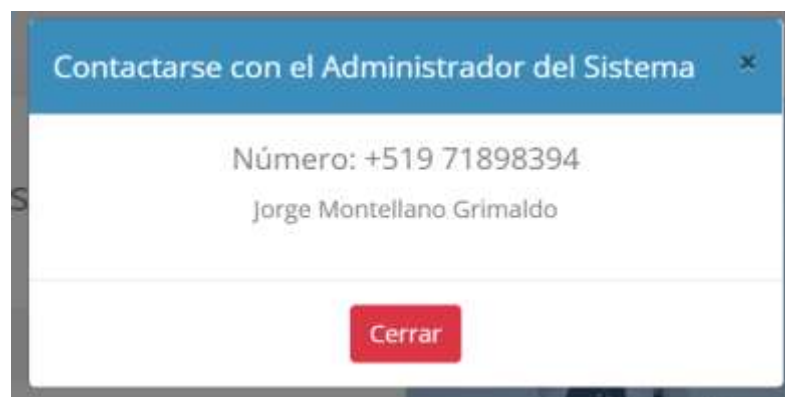 Contactarse con el Administrador del Sistema ×
Número: +519 71898394
Jorge Montellano Grimaldo
Cerrar